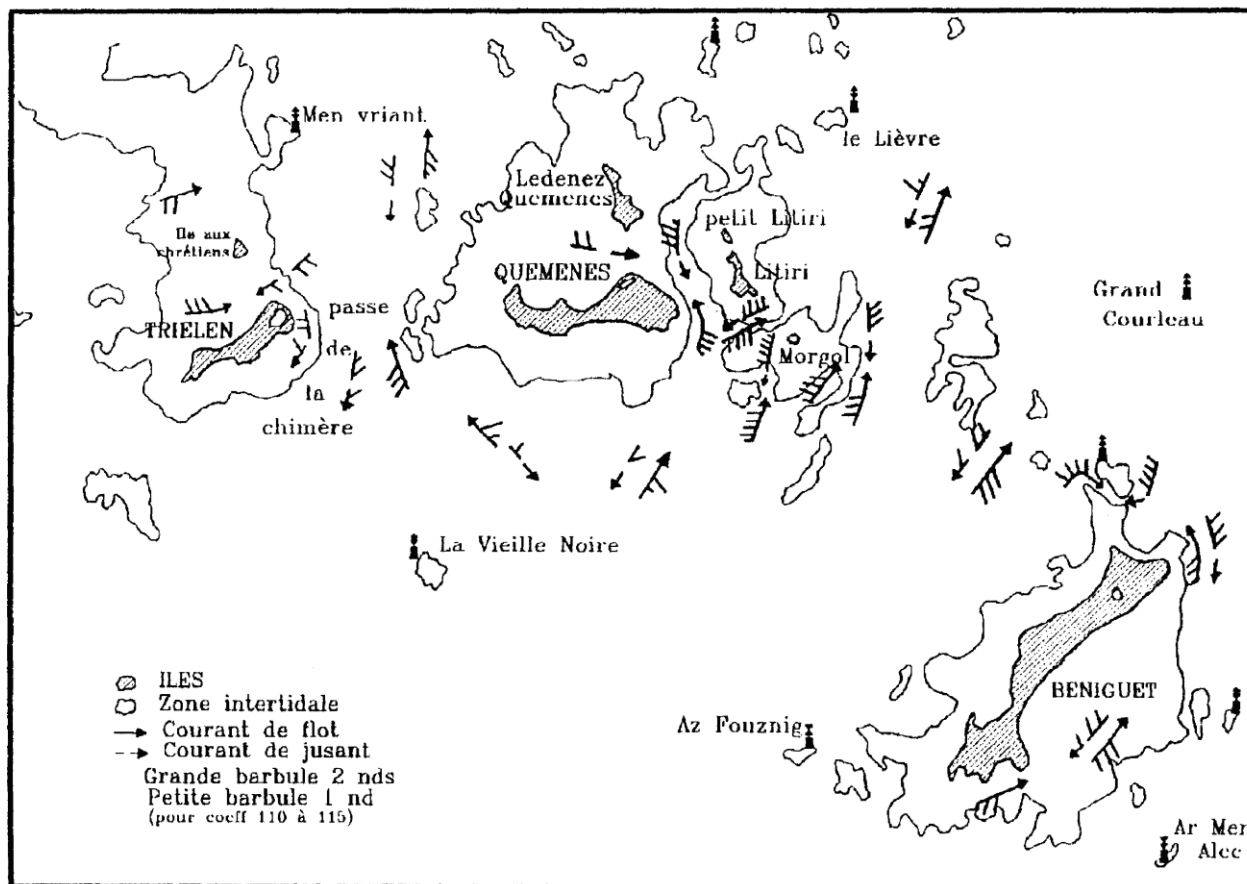 Men vriant
le Lièvre
Ledenez
Quemenes
petit Litiri
Ile aux
chrétiens
QUEMENES
Litiri
Grand
Courleau
TRIELEN
passe
de
la
chimère
Morgol
La Vieille Noire
ILES
Zone intertidale
Courant de flot
Courant de jusant
Grande barbule 2 nds
Petite barbule 1 nd
(pour coeff 110 à 115)
BENIGUET
Az Fouznig
Ar Men
Alec